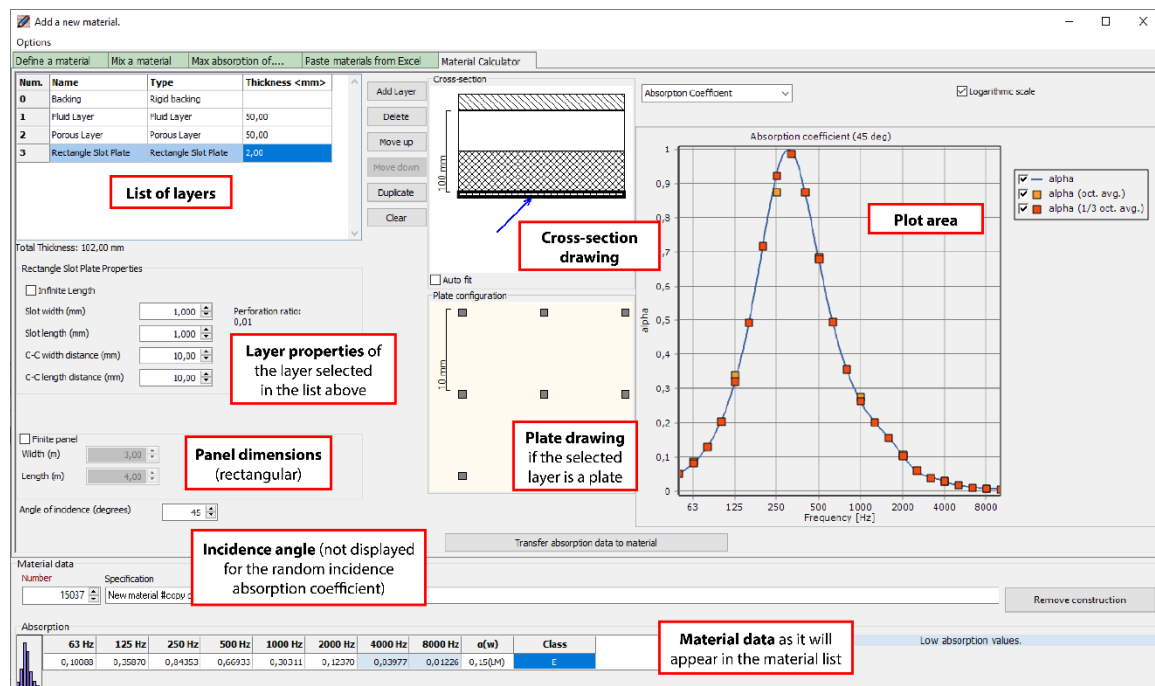 Add a new material.
Options
Define a material Mix a material Max absorption of.... Paste materials from Excel Material Calculator
Num. Name Type Thickness <mm>
0 Backing Rigid backing
1 Fluid Layer Fluid Layer 50,00
2 Porous Layer Porous Layer 50,00
3 Rectangle Slot Plate Rectangle Slot Plate 2,00
List of layers
Total Thickness: 102,00 mm
Add Layer
Delete
Move up
Move down
Duplicate
Clear
Cross-section
100 mm
Cross-section
drawing
Auto fit
Rectangle Slot Plate Properties
Infinite Length
Slot width (mm) 1,000
Slot length (mm) 1,000
C-C width distance (mm) 10,00
C-C length distance (mm) 10,00
Perforation ratio:
0,01
Layer properties of
the layer selected
in the list above
Finite panel
Width (m) 3,00
Length (m) 4,00
Panel dimensions
(rectangular)
Angle of incidence (degrees) 45
Incidence angle (not displayed
for the random incidence
absorption coefficient)
Plate configuration
10 mm
Plate drawing
if the selected
layer is a plate
Absorption Coefficient
Logarithmic scale
Absorption coefficient (45 deg)
alpha
1
0,9
0,8
0,7
0,6
0,5
0,4
0,3
0,2
0,1
0
63 125 250 500 1000 2000 4000 8000
Frequency [Hz]
Plot area
alpha
alpha (oct. avg.)
alpha (1/3 oct. avg.)
Transfer absorption data to material
Material data
Number Specification
15037 New material #copy
Remove construction
Absorption
63 Hz 125 Hz 250 Hz 500 Hz 1000 Hz 2000 Hz 4000 Hz 8000 Hz α(w) Class
0,10088 0,35870 0,84353 0,66933 0,30311 0,12370 0,03977 0,01226 0,15(LM) E
Material data as it will
appear in the material list
Low absorption values.